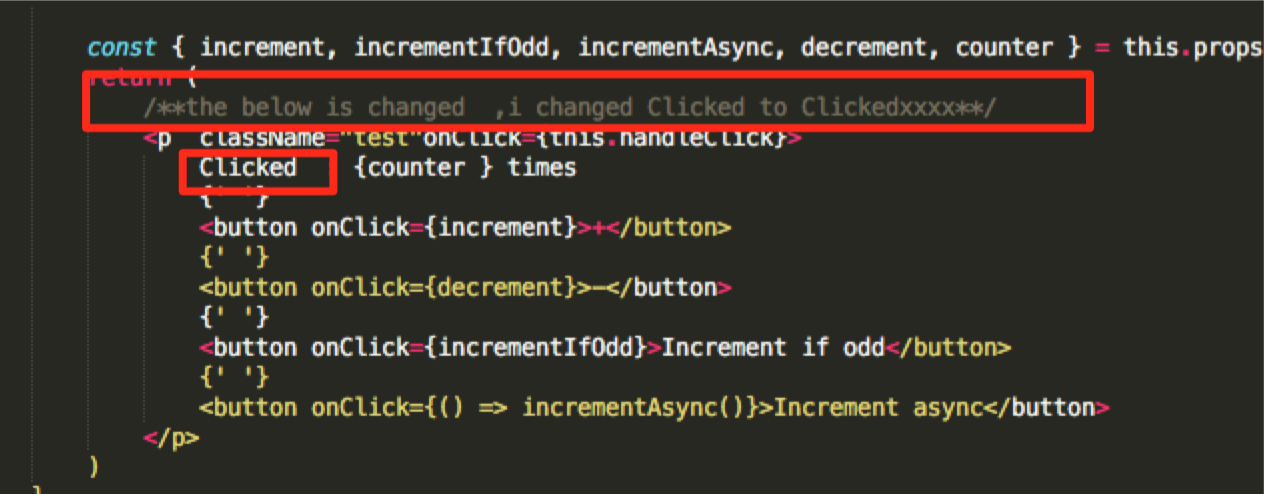 const { increment, incrementIfOdd, incrementAsync, decrement, counter } = this.props
return (
/**the below is changed  ,i changed Clicked to Clickedxxxx**/
<p  className="test"onClick={this.handleClick}>
Clicked    {counter } times
{' '}
<button onClick={increment}>+</button>
{' '}
<button onClick={decrement}>-</button>
{' '}
<button onClick={incrementIfOdd}>Increment if odd</button>
{' '}
<button onClick={() => incrementAsync()}>Increment async</button>
</p>
)
}